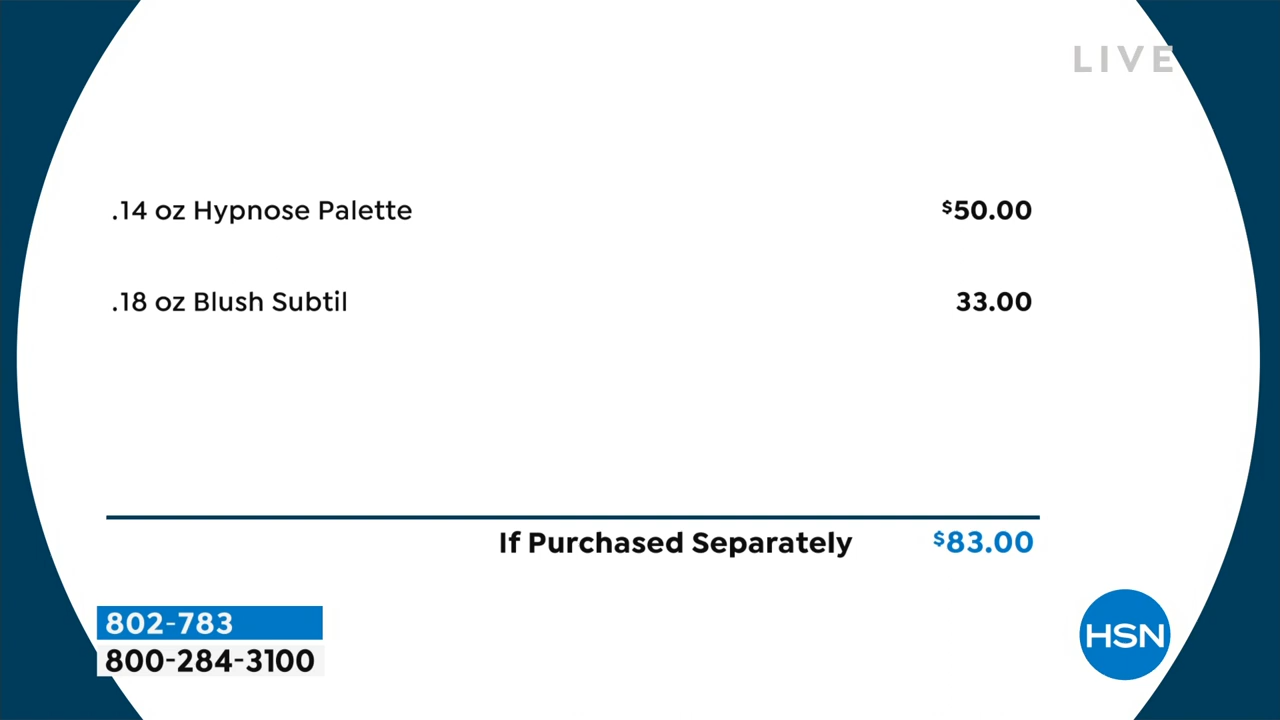 LIVE
.14 oz Hypnose Palette $50.00
.18 oz Blush Subtil 33.00
If Purchased Separately $83.00
802-783
800-284-3100
HSN